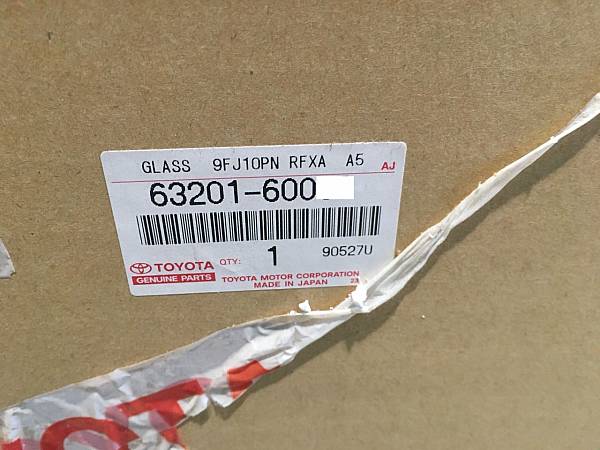 GLASS 9FJ10PN RFXA A5 AJ
63201-600
QTY: 1 90527U
TOYOTA
GENUINE PARTS
TOYOTA MOTOR CORPORATION
MADE IN JAPAN